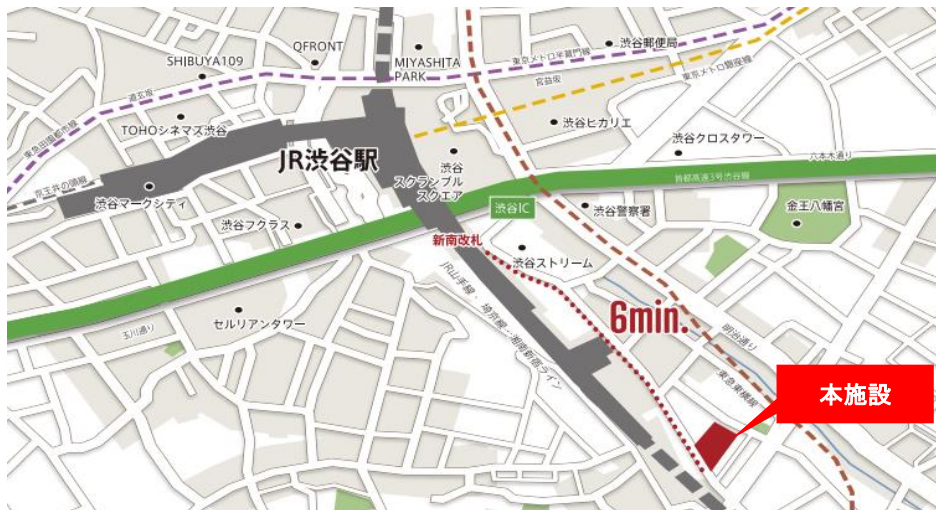 QFRONT
SHIBUYA109
MIYASHITA
PARK
渋谷郵便局
東京メトロ半蔵門線
東京メトロ銀座線
宮益坂
道玄坂
TOHOシネマズ渋谷
東急田園都市線
渋谷ヒカリエ
渋谷クロスタワー
六本木通り
首都高速3号渋谷線
JR渋谷駅
渋谷
スクランブル
スクエア
京王井の頭線
渋谷マークシティ
渋谷フクラス
渋谷IC
渋谷警察署
金王八幡宮
新南改札
渋谷ストリーム
JR山手線・埼京線・湘南新宿ライン
6min.
玉川通り
セルリアンタワー
明治通り
東急東横線
本施設